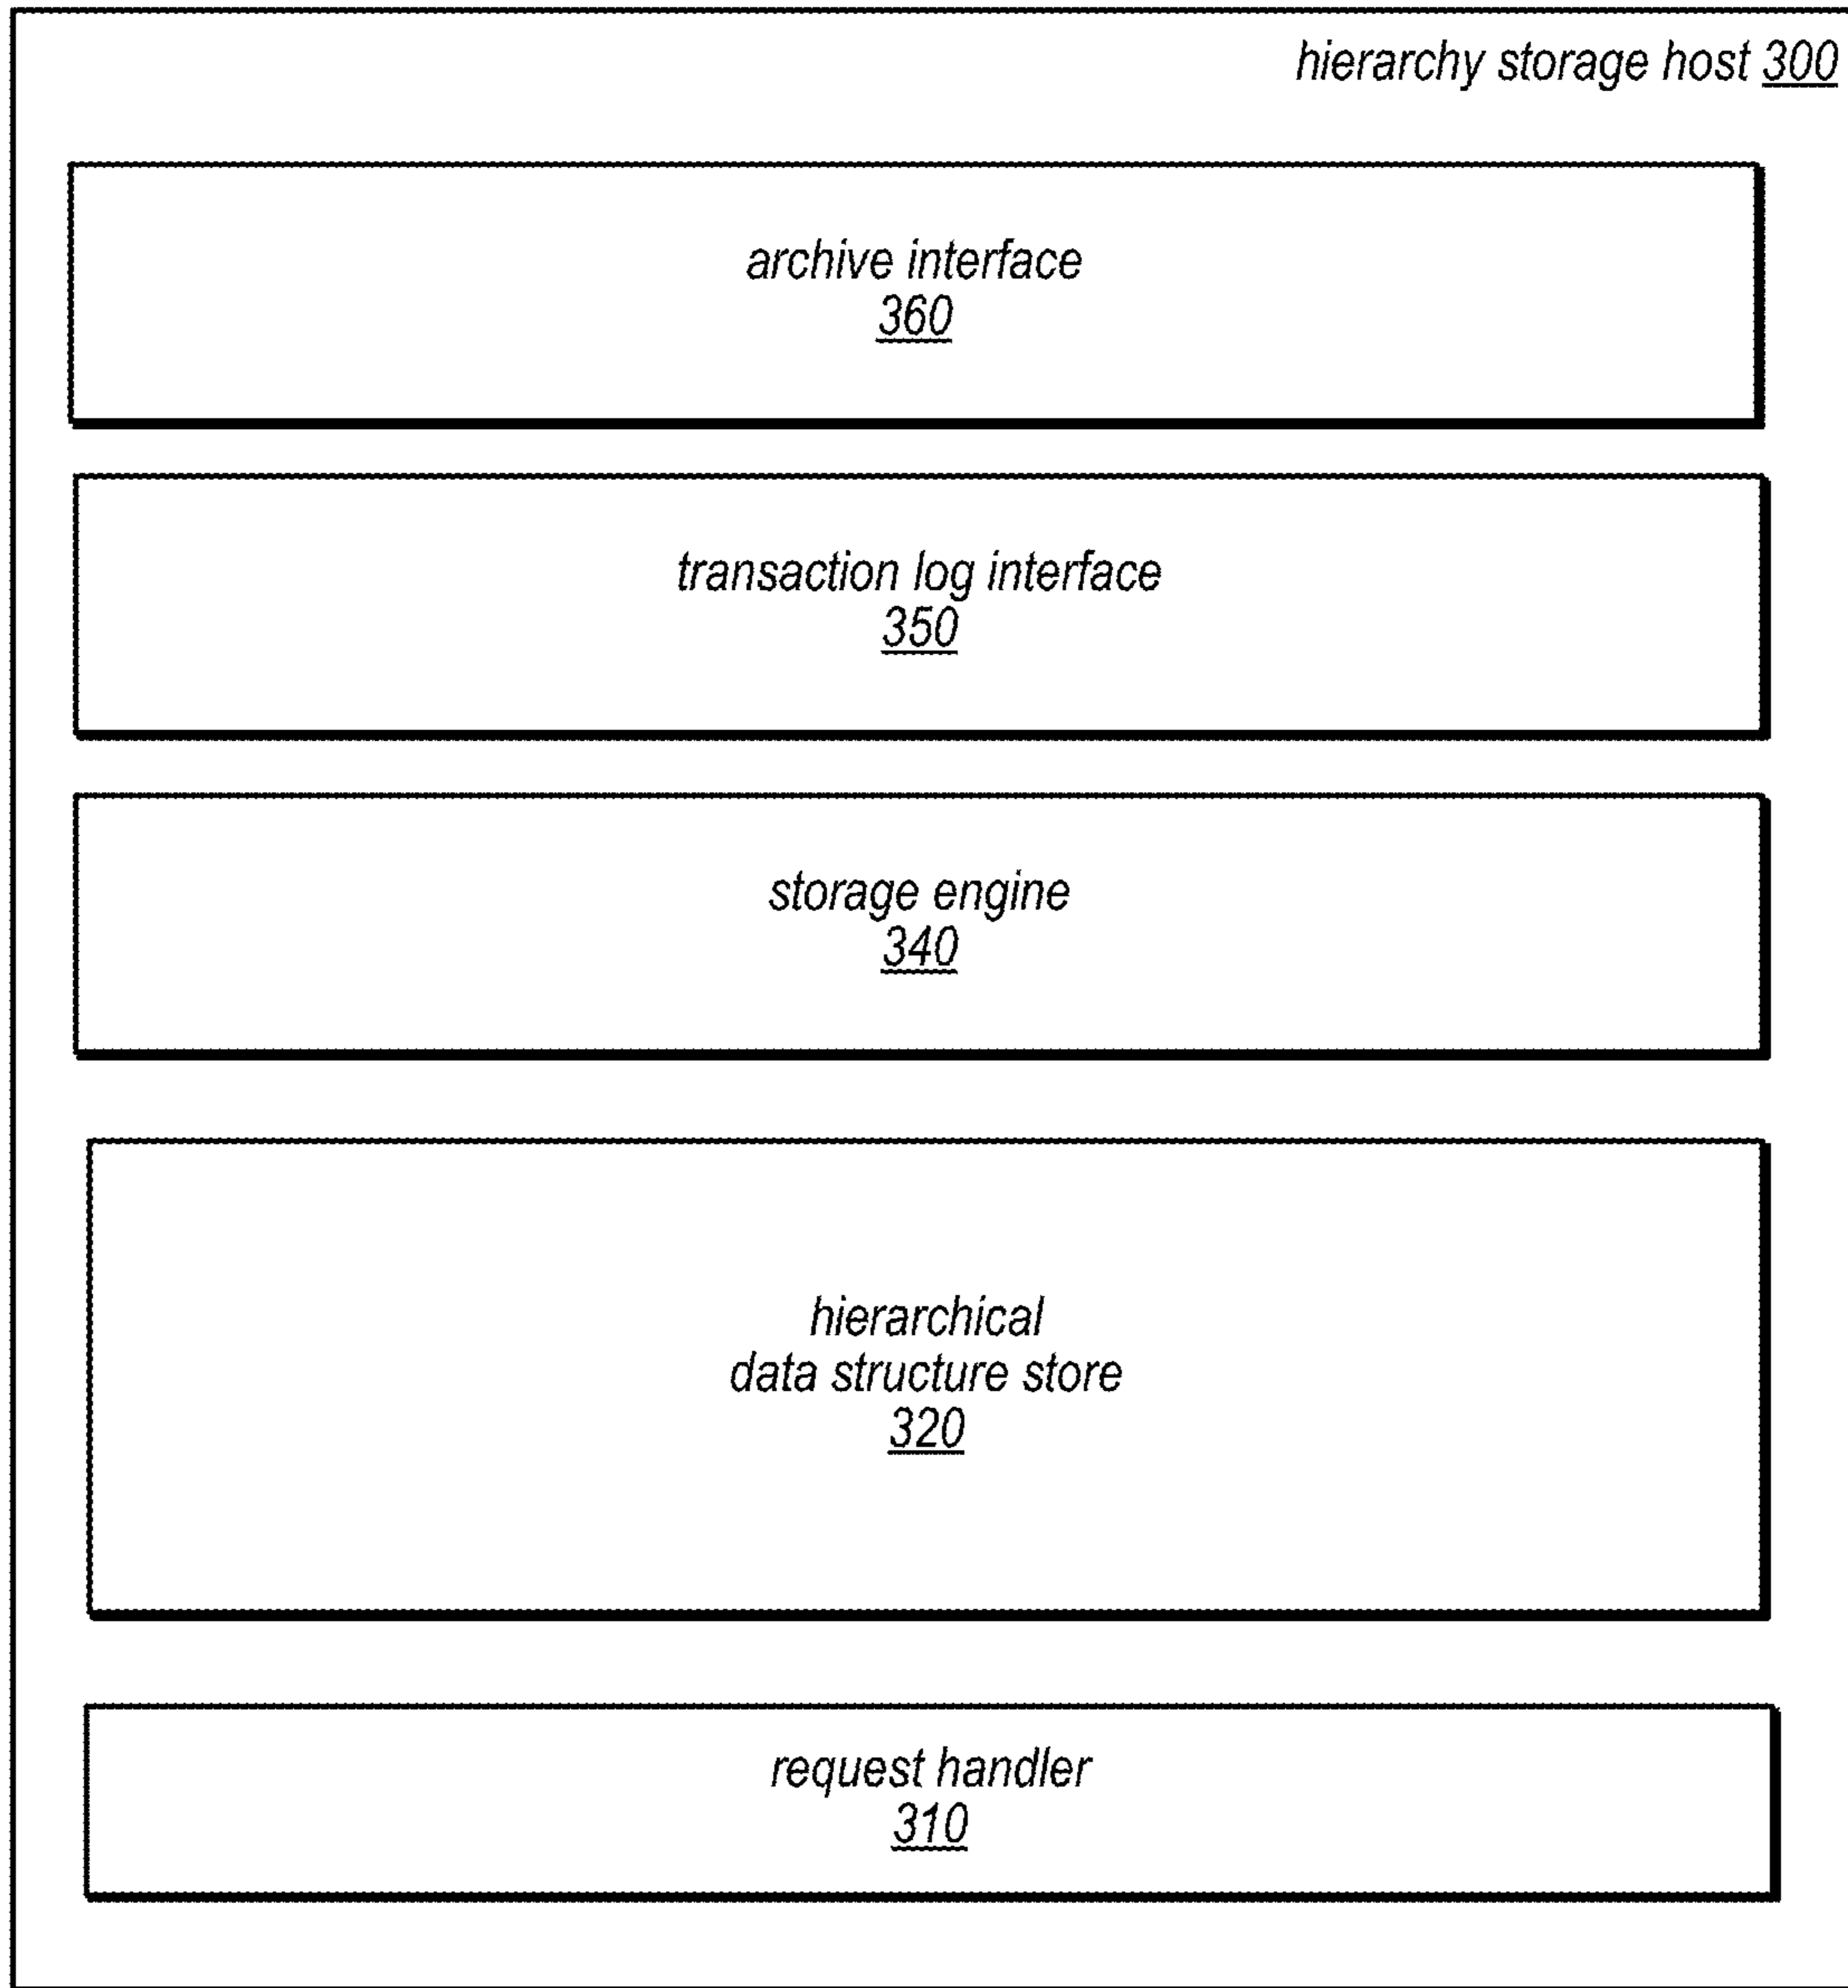 hierarchy storage host 300
archive interface
360
transaction log interface
350
storage engine
340
hierarchical
data structure store
320
request handler
310